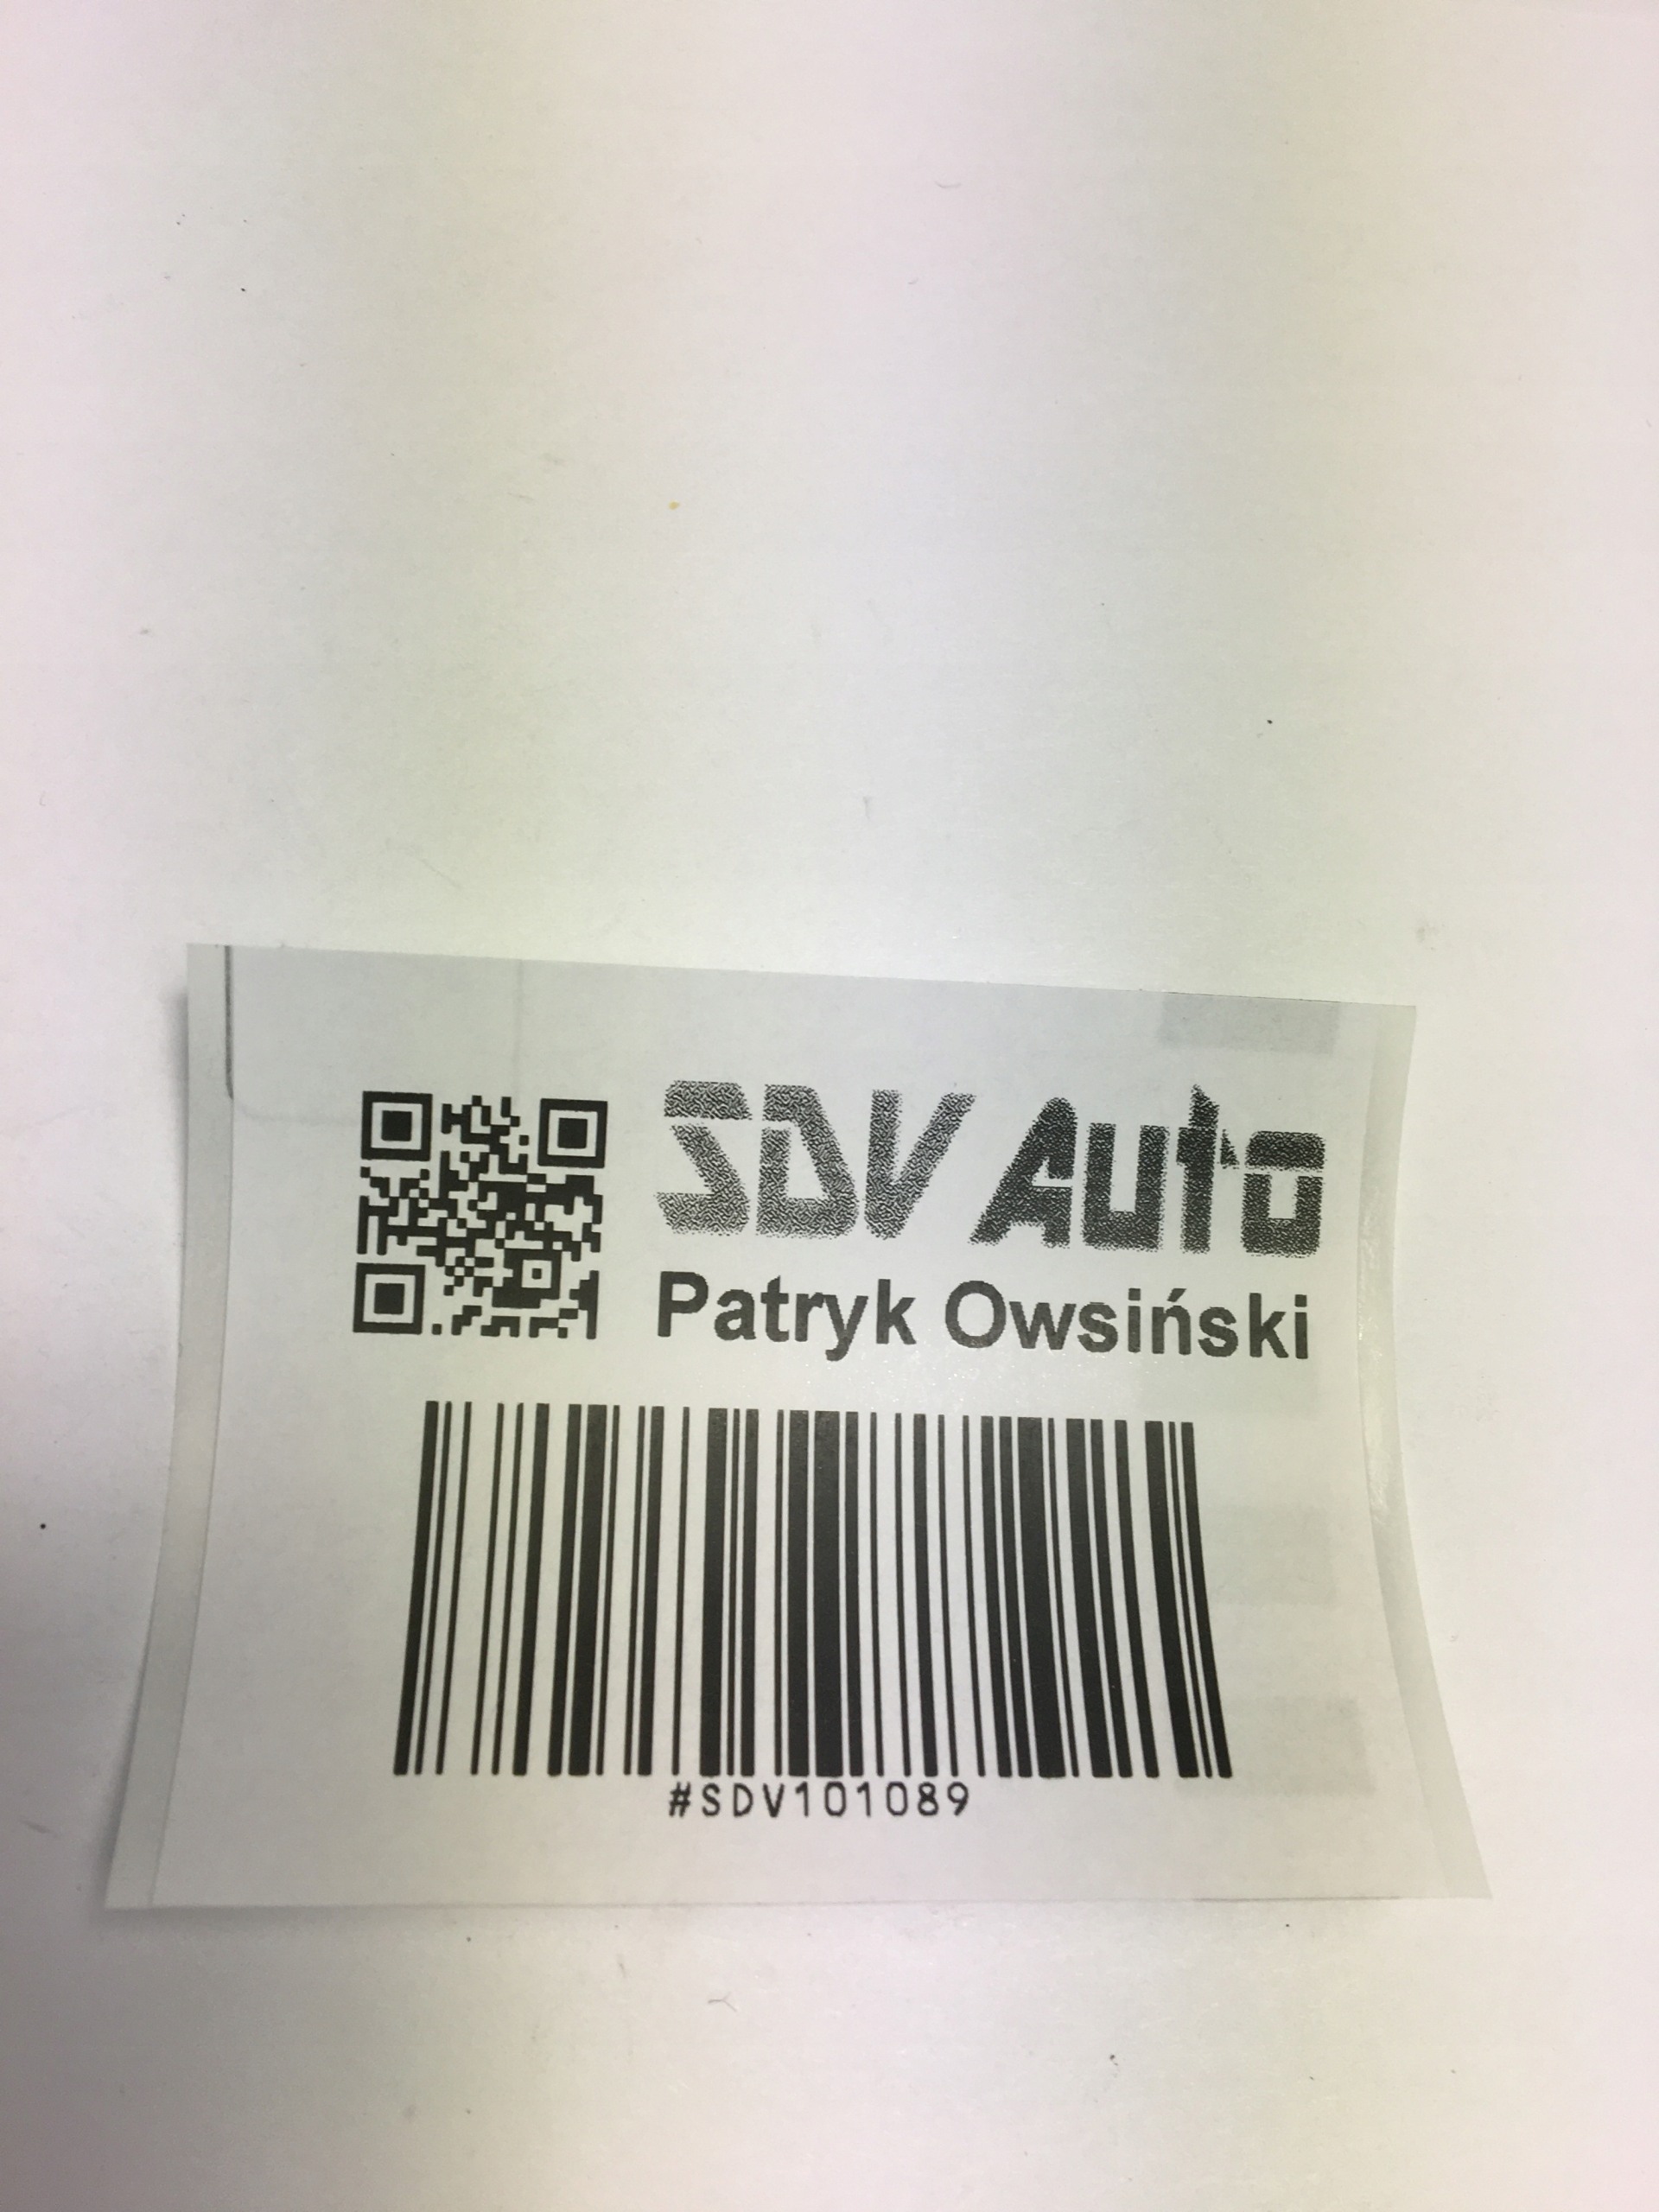 SDV Auto
Patryk Owsiński
#SDV101089